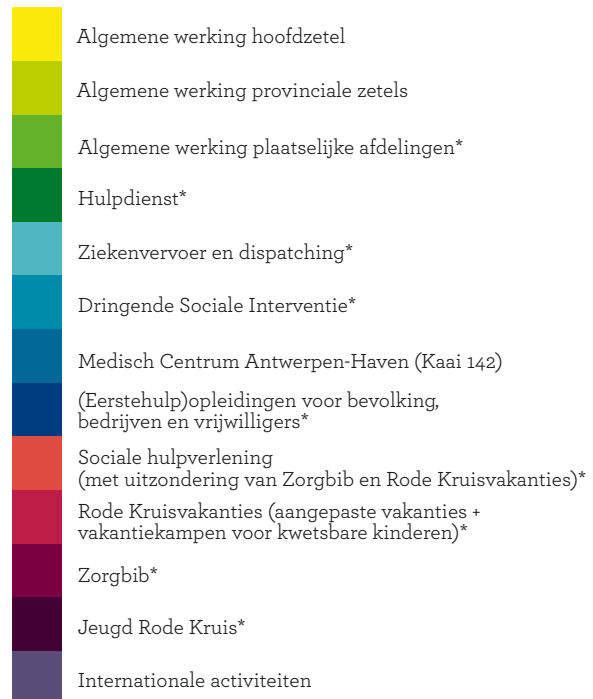 Algemene werking hoofdzetel
Algemene werking provinciale zetels
Algemene werking plaatselijke afdelingen*
Hulpdienst*
Ziekenvervoer en dispatching*
Dringende Sociale Interventie*
Medisch Centrum Antwerpen-Haven (Kaai 142)
(Eerstehulp)opleidingen voor bevolking,
bedrijven en vrijwilligers*
Sociale hulpverlening
(met uitzondering van Zorgbib en Rode Kruisvakanties)*
Rode Kruisvakanties (aangepaste vakanties +
vakantiekampen voor kwetsbare kinderen)*
Zorgbib*
Jeugd Rode Kruis*
Internationale activiteiten